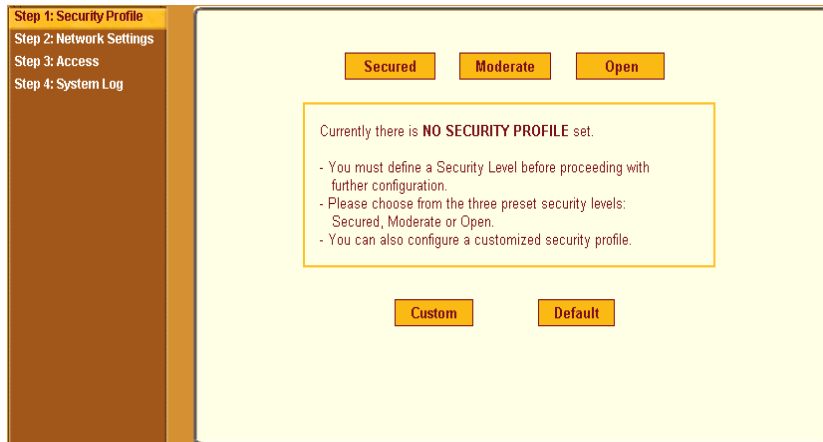 Step 1: Security Profile
Step 2: Network Settings
Step 3: Access
Step 4: System Log
Secured
Moderate
Open
Currently there is NO SECURITY PROFILE set.
- You must define a Security Level before proceeding with
further configuration.
- Please choose from the three preset security levels:
Secured, Moderate or Open.
- You can also configure a customized security profile.
Custom
Default